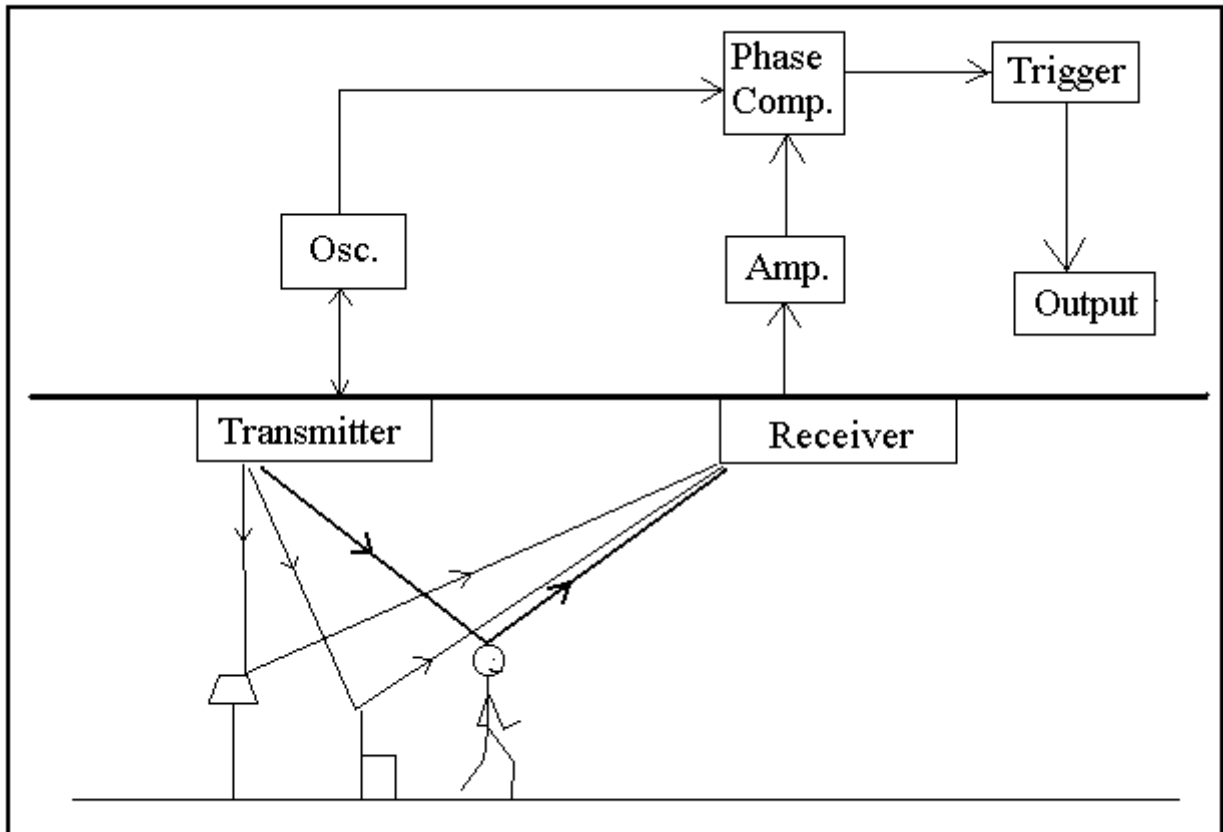 Phase
Comp.
Trigger
Osc.
Amp.
Output
Transmitter
Receiver